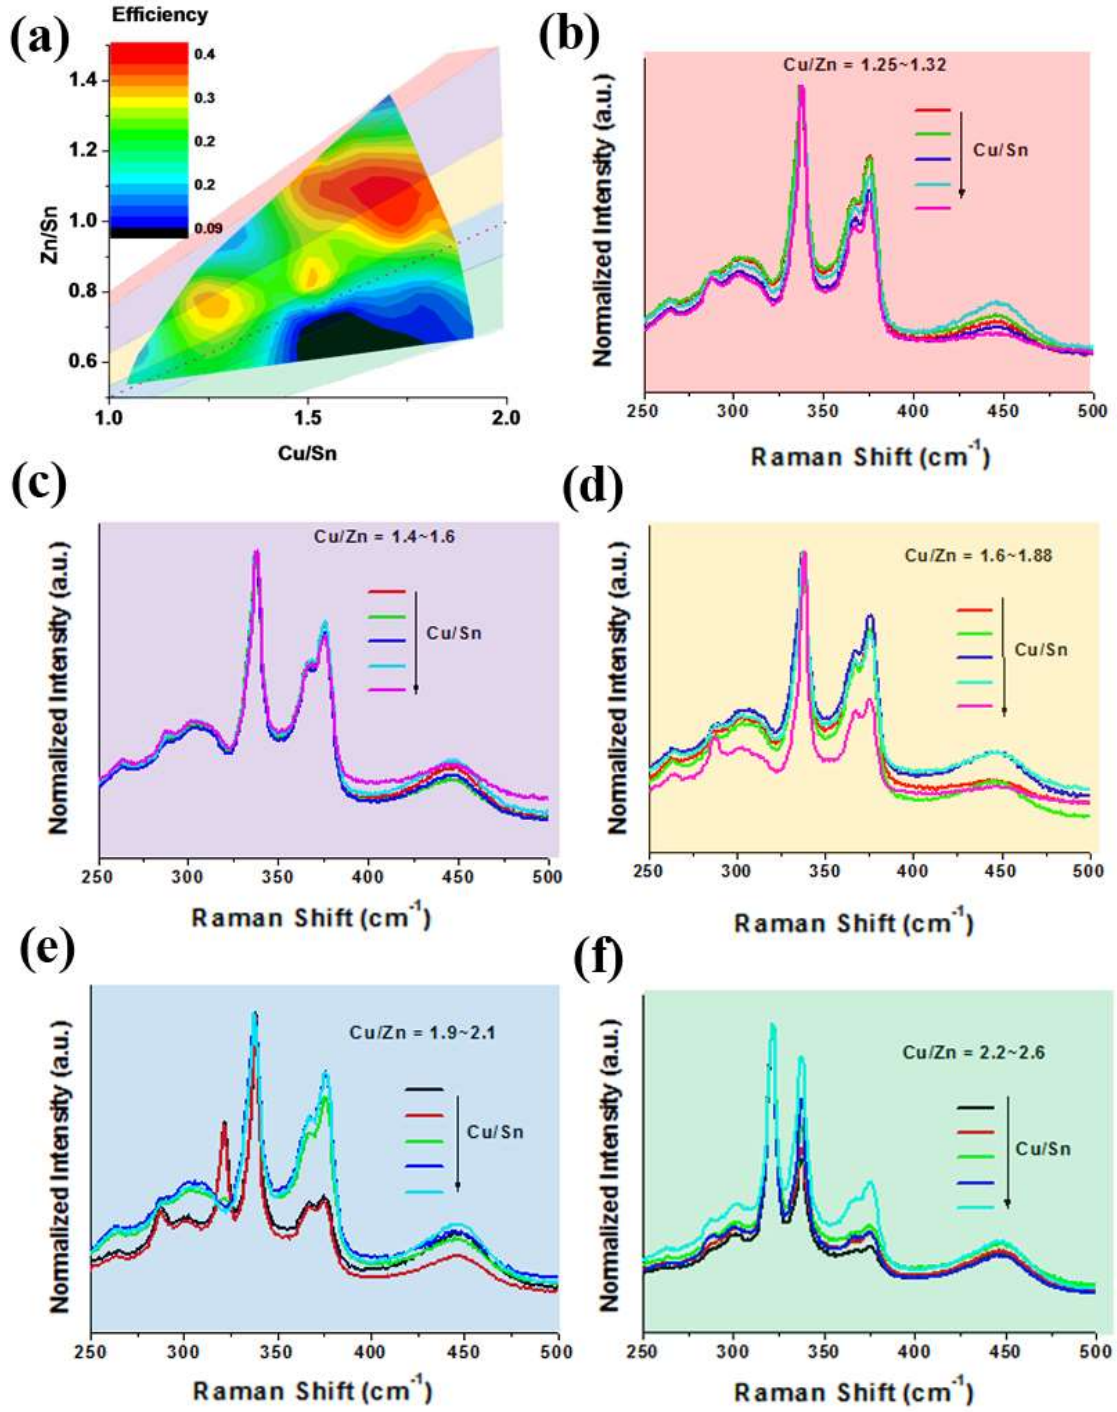 (a)
Efficiency
0.4
0.3
0.2
0.2
0.09
Zn/Sn
1.4
1.2
1.0
0.8
0.6
1.0 1.5 2.0
Cu/Sn
(b)
Normalized Intensity (a.u.)
Cu/Zn = 1.25~1.32
Cu/Sn
250 300 350 400 450 500
Raman Shift (cm⁻¹)
(c)
Normalized Intensity (a.u.)
Cu/Zn = 1.4~1.6
Cu/Sn
250 300 350 400 450 500
Raman Shift (cm⁻¹)
(d)
Normalized Intensity (a.u.)
Cu/Zn = 1.6~1.88
Cu/Sn
250 300 350 400 450 500
Raman Shift (cm⁻¹)
(e)
Normalized Intensity (a.u.)
Cu/Zn = 1.9~2.1
Cu/Sn
250 300 350 400 450 500
Raman Shift (cm⁻¹)
(f)
Normalized Intensity (a.u.)
Cu/Zn = 2.2~2.6
Cu/Sn
250 300 350 400 450 500
Raman Shift (cm⁻¹)